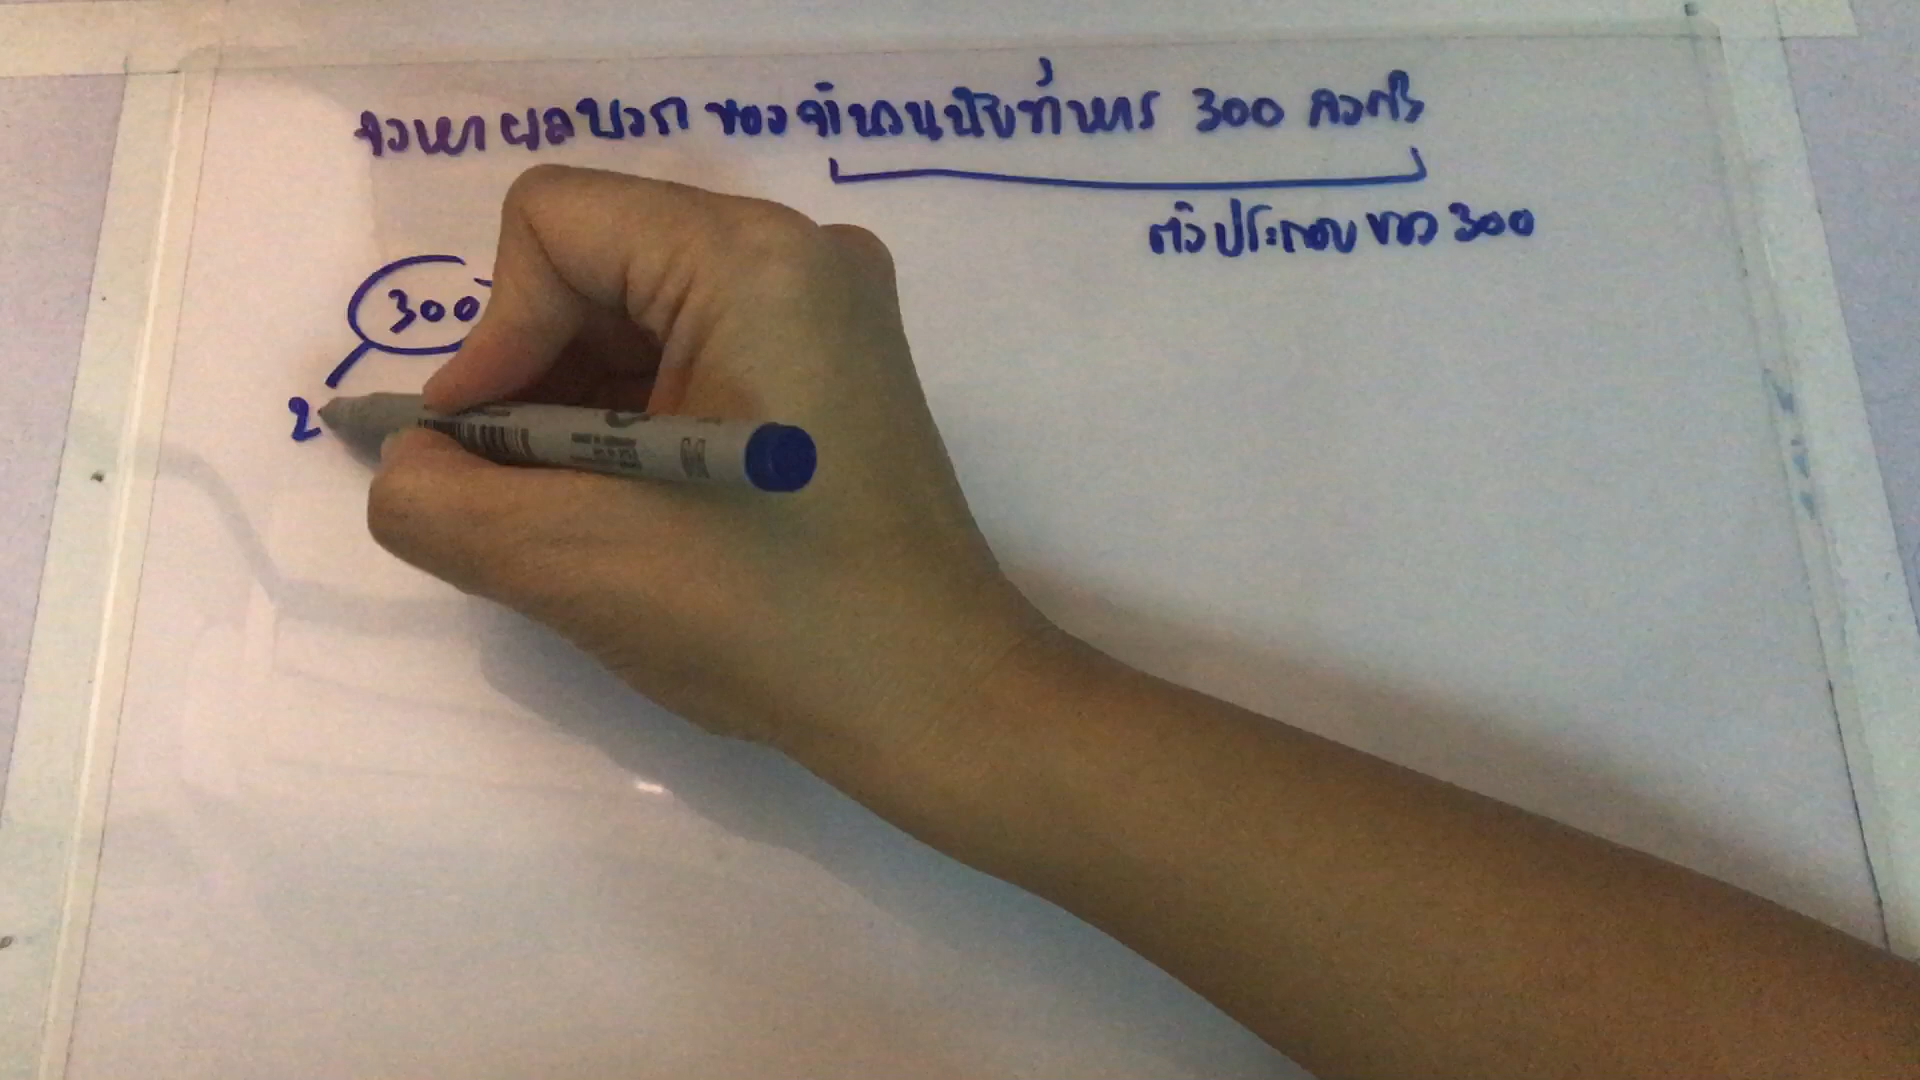 จงหาผลบวก ของจำนวนนับที่หาร 300 ลงตัว
ตัวประกอบของ 300
300
2